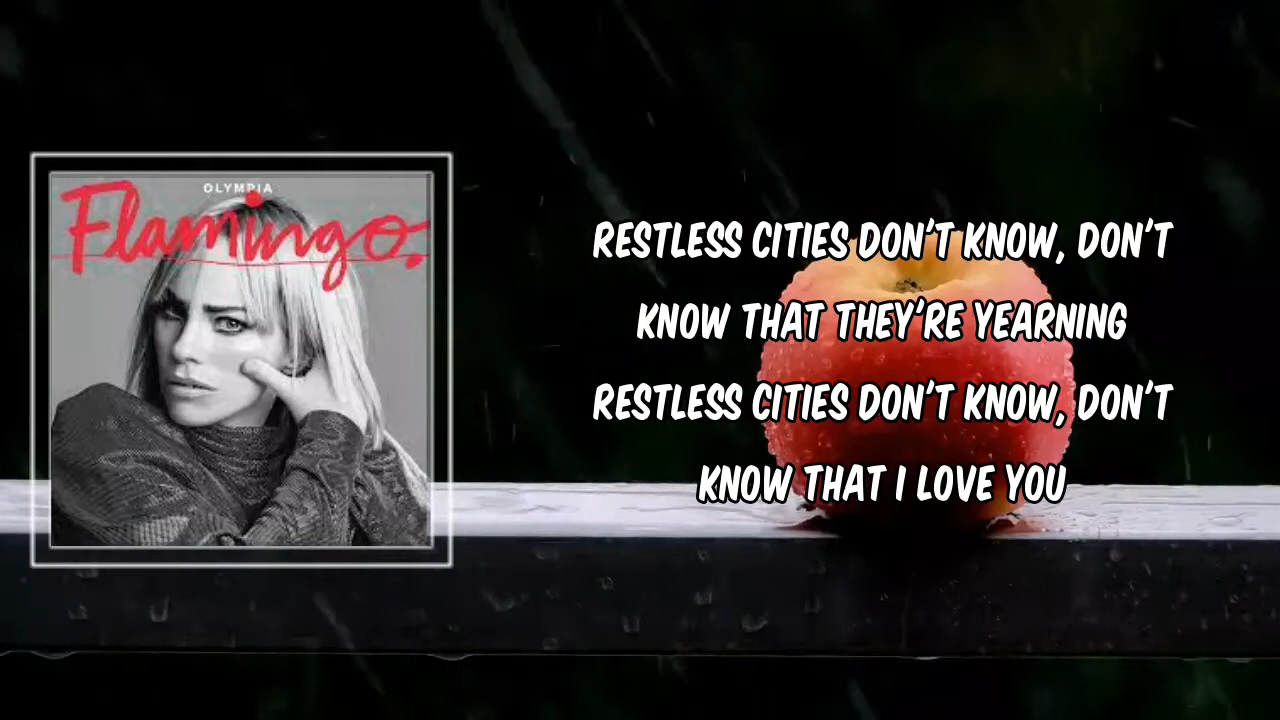 OLYMPIA
Flamingo.
RESTLESS CITIES DON'T KNOW, DON'T
KNOW THAT THEY'RE YEARNING
RESTLESS CITIES DON'T KNOW, DON'T
KNOW THAT I LOVE YOU